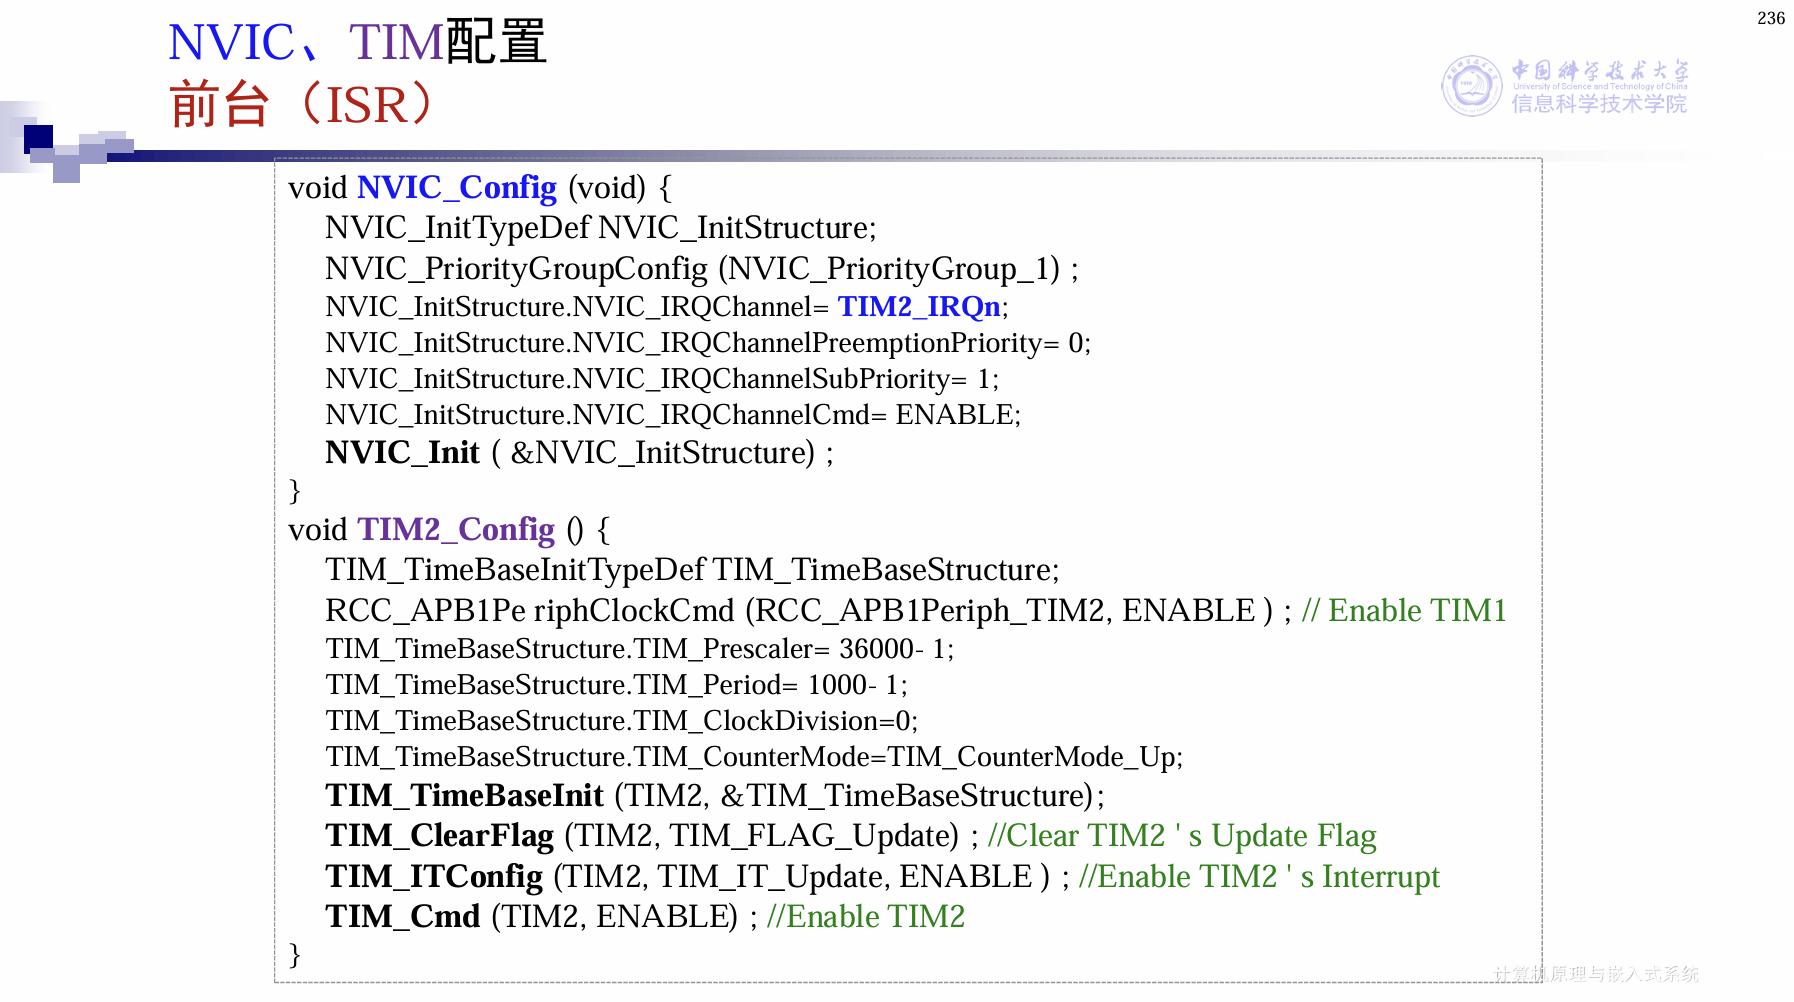 236
NVIC、TIM配置
前台（ISR）
中国科学技术大学
University of Science and Technology of China
信息科学技术学院
void NVIC_Config (void) {
NVIC_InitTypeDef NVIC_InitStructure;
NVIC_PriorityGroupConfig (NVIC_PriorityGroup_1) ;
NVIC_InitStructure.NVIC_IRQChannel= TIM2_IRQn;
NVIC_InitStructure.NVIC_IRQChannelPreemptionPriority= 0;
NVIC_InitStructure.NVIC_IRQChannelSubPriority= 1;
NVIC_InitStructure.NVIC_IRQChannelCmd= ENABLE;
NVIC_Init ( &NVIC_InitStructure) ;
}
void TIM2_Config () {
TIM_TimeBaseInitTypeDef TIM_TimeBaseStructure;
RCC_APB1Pe riphClockCmd (RCC_APB1Periph_TIM2, ENABLE ) ; // Enable TIM1
TIM_TimeBaseStructure.TIM_Prescaler= 36000- 1;
TIM_TimeBaseStructure.TIM_Period= 1000- 1;
TIM_TimeBaseStructure.TIM_ClockDivision=0;
TIM_TimeBaseStructure.TIM_CounterMode=TIM_CounterMode_Up;
TIM_TimeBaseInit (TIM2, &TIM_TimeBaseStructure);
TIM_ClearFlag (TIM2, TIM_FLAG_Update) ; //Clear TIM2 ' s Update Flag
TIM_ITConfig (TIM2, TIM_IT_Update, ENABLE ) ; //Enable TIM2 ' s Interrupt
TIM_Cmd (TIM2, ENABLE) ; //Enable TIM2
}
计算机原理与嵌入式系统